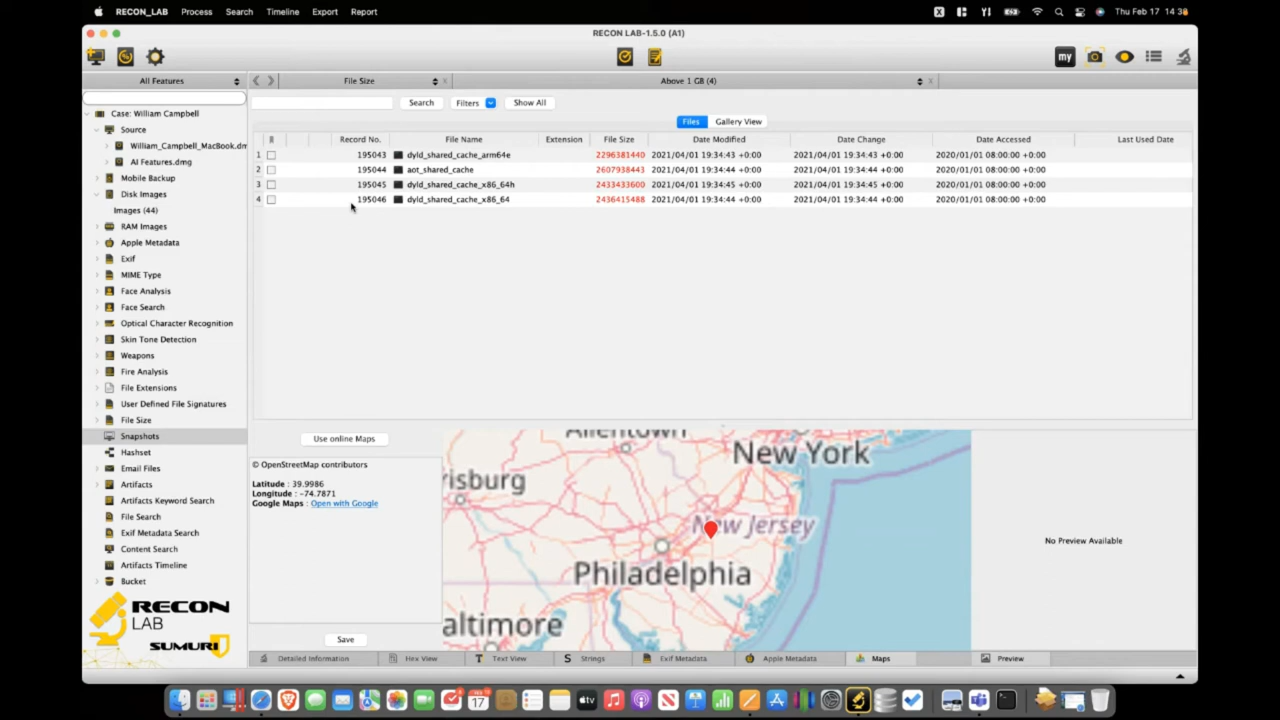 RECON_LAB Process Search Timeline Export Report Thu Feb 17 14:38
RECON LAB-1.5.0 (A1)
my
All Features File Size Above 1 GB (4)
Search Filters Show All
Files Gallery View
Record No. File Name Extension File Size Date Modified Date Change Date Accessed Last Used Date
1 195043 dyld_shared_cache_arm64e 2296381440 2021/04/01 19:34:43 +0:00 2021/04/01 19:34:43 +0:00 2020/01/01 08:00:00 +0:00
2 195044 aot_shared_cache 2607938443 2021/04/01 19:34:44 +0:00 2021/04/01 19:34:44 +0:00 2020/01/01 08:00:00 +0:00
3 195045 dyld_shared_cache_x86_64h 2433433600 2021/04/01 19:34:45 +0:00 2021/04/01 19:34:45 +0:00 2020/01/01 08:00:00 +0:00
4 195046 dyld_shared_cache_x86_64 2436415488 2021/04/01 19:34:44 +0:00 2021/04/01 19:34:44 +0:00 2020/01/01 08:00:00 +0:00
Case: William Campbell
Source
William_Campbell_MacBook.dm
AI Features.dmg
Mobile Backup
Disk Images
Images (44)
RAM Images
Apple Metadata
Exif
MIME Type
Face Analysis
Face Search
Optical Character Recognition
Skin Tone Detection
Weapons
Fire Analysis
File Extensions
User Defined File Signatures
File Size
Snapshots
Hashset
Email Files
Artifacts
Artifacts Keyword Search
File Search
Exif Metadata Search
Content Search
Artifacts Timeline
Bucket
RECON
LAB
SUMURI
Use online Maps
© OpenStreetMap contributors
Latitude : 39.9986
Longitude : -74.7871
Google Maps : Open with Google
Save
Allentown
New York
risburg
New Jersey
Philadelphia
altimore
No Preview Available
Detailed Information Hex View Text View Strings Exif Metadata Apple Metadata Maps Preview